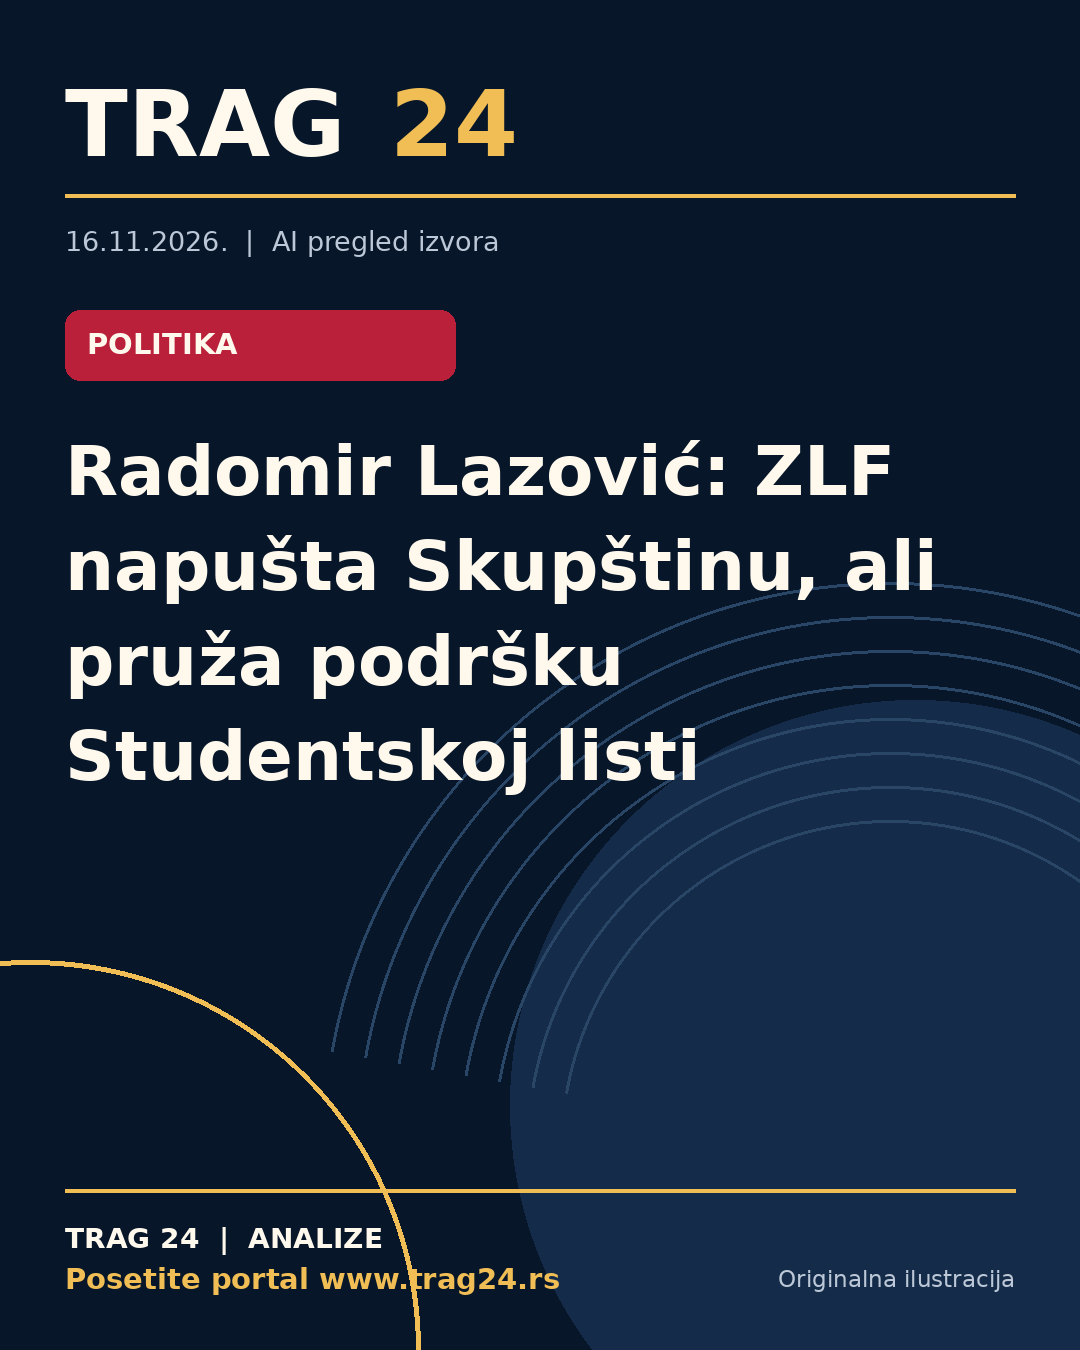 TRAG 24
16.11.2026. | AI pregled izvora
POLITIKA
Radomir Lazović: ZLF
napušta Skupštinu, ali
pruža podršku
Studentskoj listi
TRAG 24 | ANALIZE
Posetite portal www.trag24.rs
Originalna ilustracija